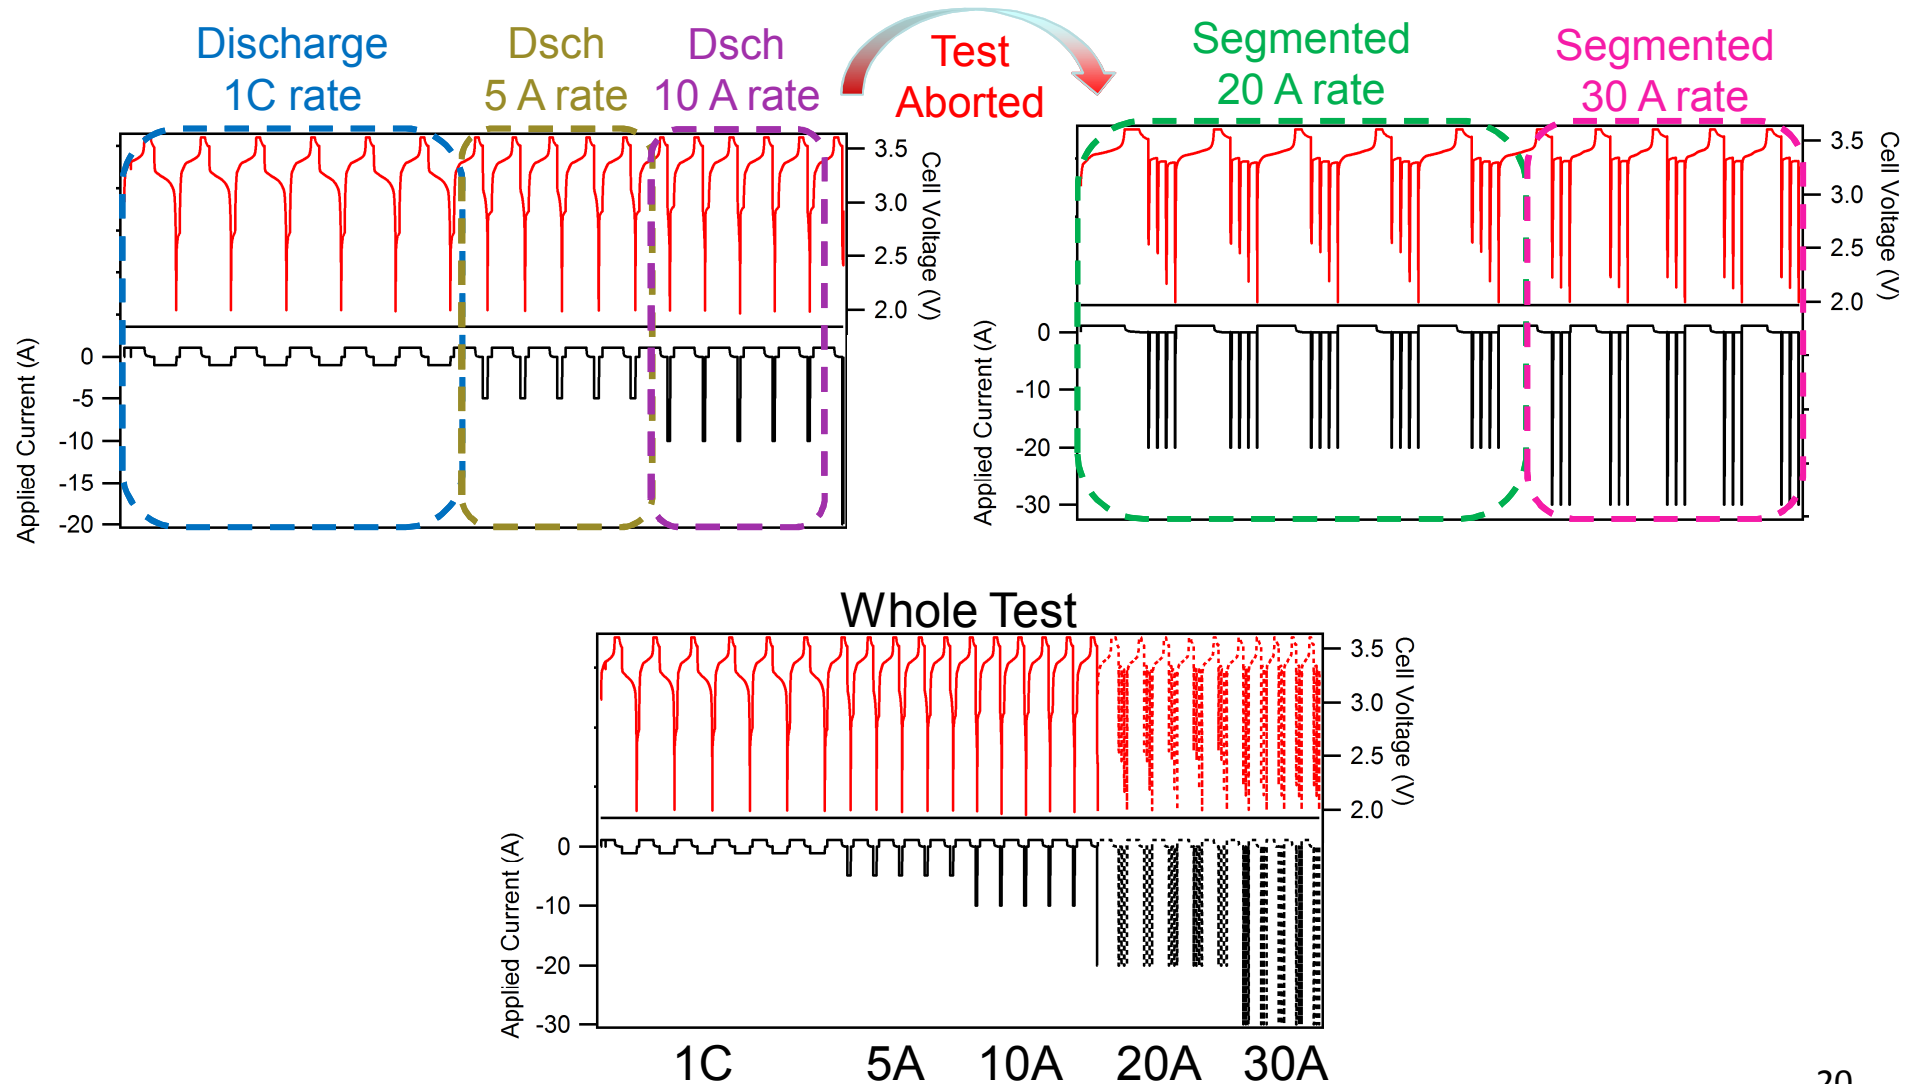 Discharge
1C rate
Dsch
5 A rate
Dsch
10 A rate
Test
Aborted
Segmented
20 A rate
Segmented
30 A rate
3.5
3.0
2.5
2.0
Cell Voltage (V)
0
-5
-10
-15
-20
Applied Current (A)
3.5
3.0
2.5
2.0
Cell Voltage (V)
0
-10
-20
-30
Applied Current (A)
Whole Test
3.5
3.0
2.5
2.0
Cell Voltage (V)
0
-10
-20
-30
Applied Current (A)
1C
5A
10A
20A
30A
20